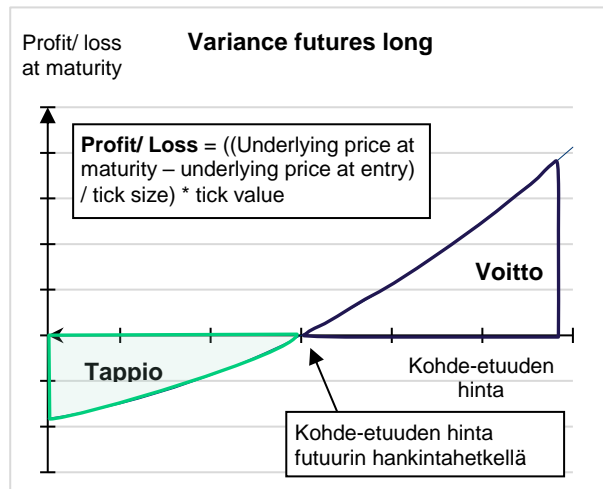 Variance futures long
Profit/ loss
at maturity
Profit/ Loss = ((Underlying price at
maturity – underlying price at entry)
/ tick size) * tick value
Voitto
Tappio
Kohde-etuuden
hinta
Kohde-etuuden hinta
futuurin hankintahetkellä